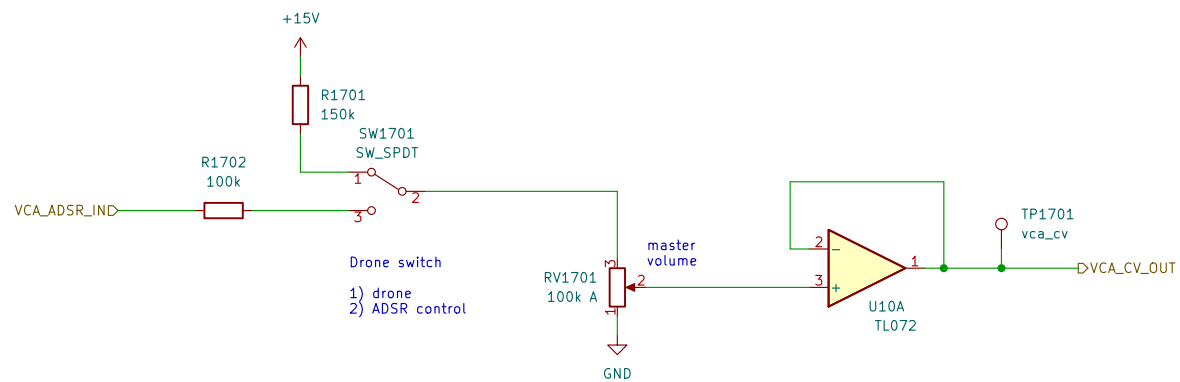 +15V
R1701
150k
SW1701
SW_SPDT
R1702
100k
1
2
VCA_ADSR_IN
3
Drone switch
1) drone
2) ADSR control
master
volume
RV1701
100k A
3
2
1
GND
2
-
3
+
1
U10A
TL072
TP1701
vca_cv
VCA_CV_OUT